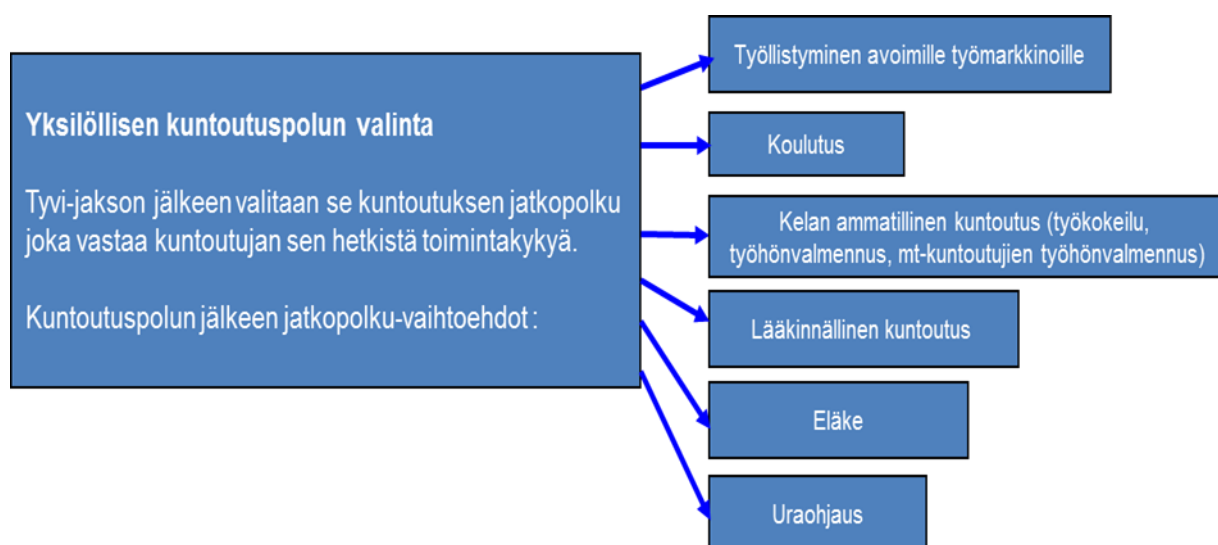 Yksilöllisen kuntoutuspolun valinta
Tyvi-jakson jälkeen valitaan se kuntoutuksen jatkopolku
joka vastaa kuntoutujan sen hetkistä toimintakykyä.
Kuntoutuspolun jälkeen jatkopolku-vaihtoehdot :
Työllistyminen avoimille työmarkkinoille
Koulutus
Kelan ammatillinen kuntoutus (työkokeilu,
työhönvalmennus, mt-kuntoutujien työhönvalmennus)
Lääkinnällinen kuntoutus
Eläke
Uraohjaus